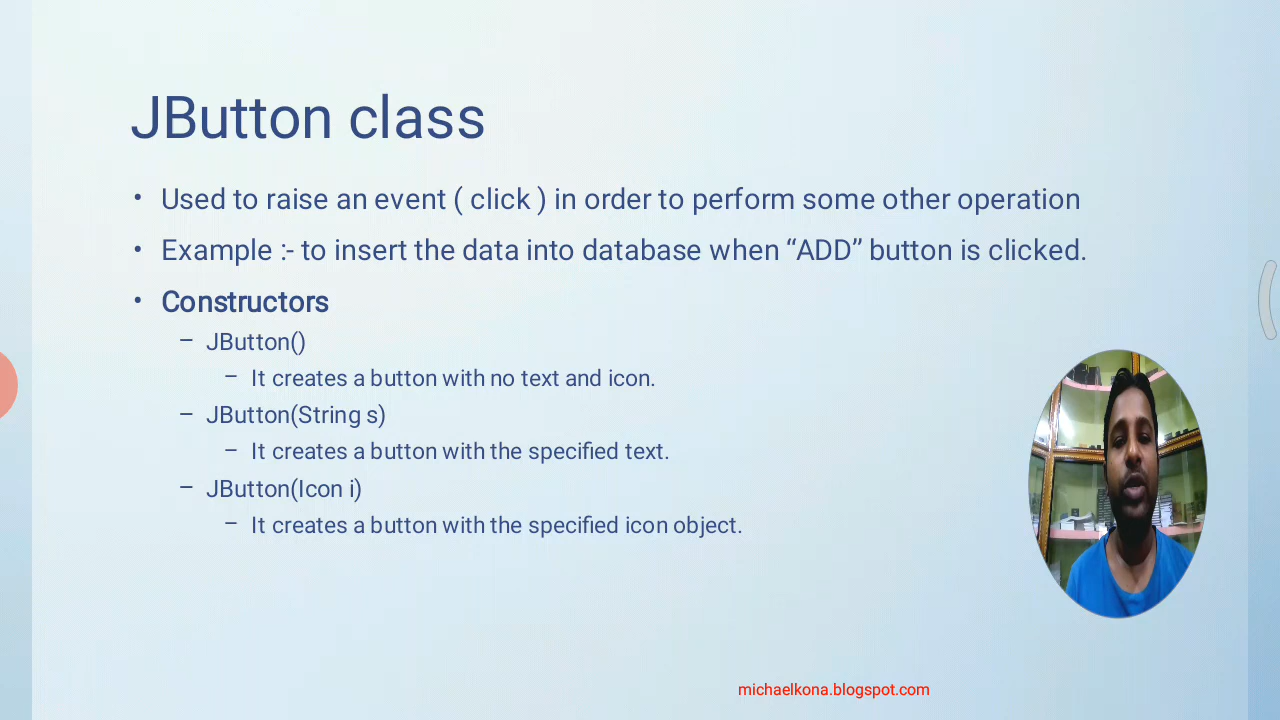 JButton class
• Used to raise an event ( click ) in order to perform some other operation
• Example :- to insert the data into database when “ADD” button is clicked.
• Constructors
– JButton()
– It creates a button with no text and icon.
– JButton(String s)
– It creates a button with the specified text.
– JButton(Icon i)
– It creates a button with the specified icon object.
michaelkona.blogspot.com